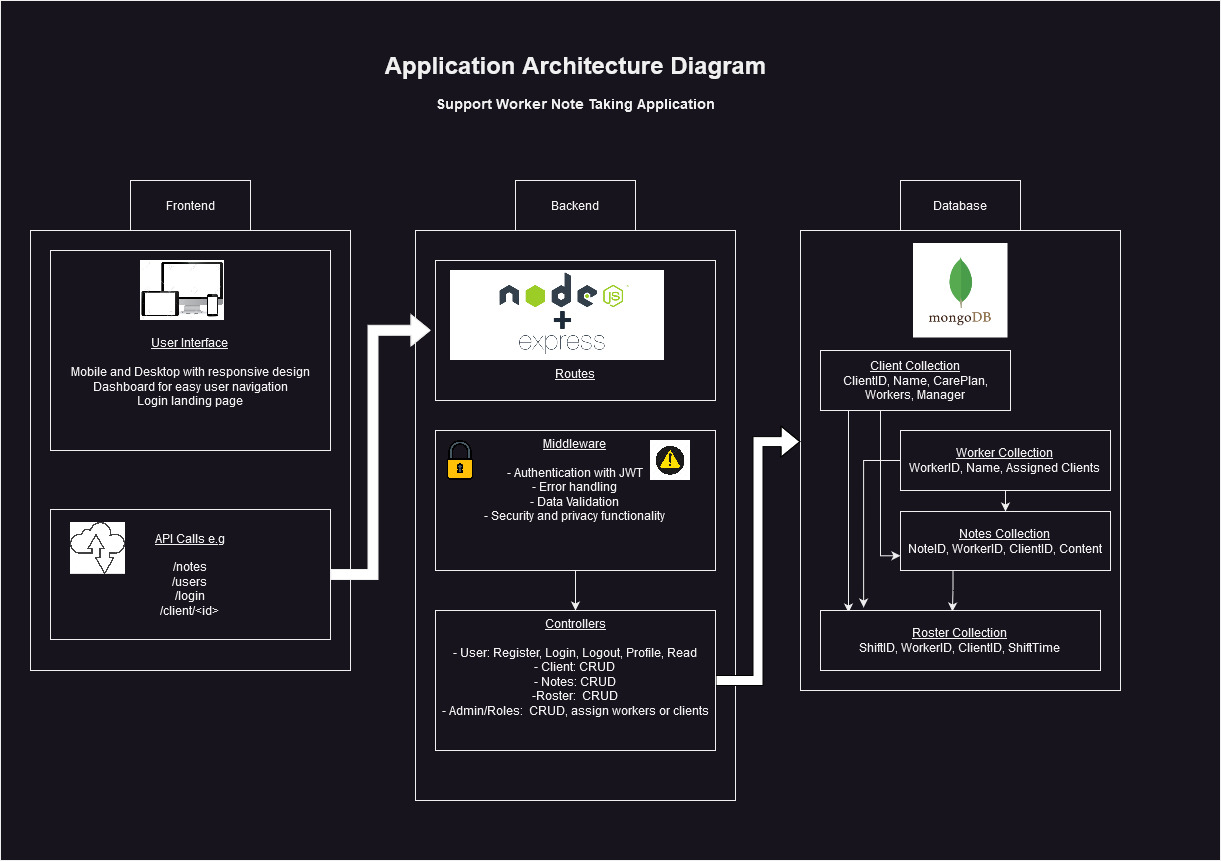 Application Architecture Diagram
Support Worker Note Taking Application
Frontend
User Interface
Mobile and Desktop with responsive design
Dashboard for easy user navigation
Login landing page
API Calls e.g
/notes
/users
/login
/client/<id>
Backend
node
JS
+
express
Routes
Middleware
- Authentication with JWT
- Error handling
- Data Validation
- Security and privacy functionality
Controllers
- User: Register, Login, Logout, Profile, Read
- Client: CRUD
- Notes: CRUD
-Roster: CRUD
- Admin/Roles: CRUD, assign workers or clients
Database
mongoDB
Client Collection
ClientID, Name, CarePlan,
Workers, Manager
Worker Collection
WorkerID, Name, Assigned Clients
Notes Collection
NoteID, WorkerID, ClientID, Content
Roster Collection
ShiftID, WorkerID, ClientID, ShiftTime